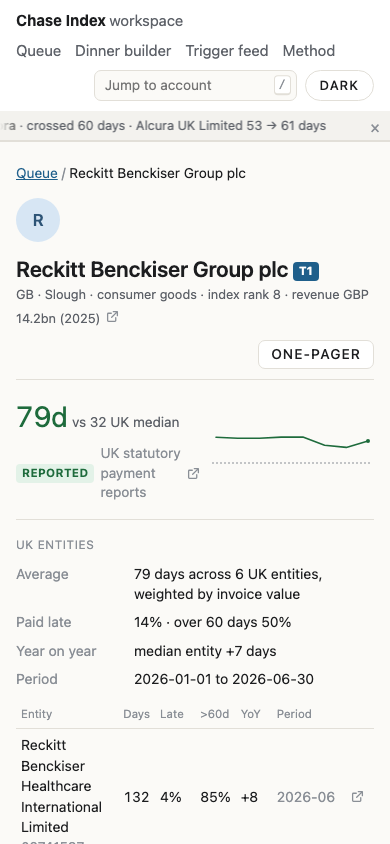 Chase Index workspace
Queue Dinner builder Trigger feed Method
Jump to account / DARK
· crossed 60 days · Alcura UK Limited 53 → 61 days ×
Queue / Reckitt Benckiser Group plc
R
Reckitt Benckiser Group plc T1
GB · Slough · consumer goods · index rank 8 · revenue GBP
14.2bn (2025)
ONE-PAGER
79d vs 32 UK median
REPORTED UK statutory
payment
reports
UK ENTITIES
Average 79 days across 6 UK entities,
weighted by invoice value
Paid late 14% · over 60 days 50%
Year on year median entity +7 days
Period 2026-01-01 to 2026-06-30
Entity Days Late >60d YoY Period
Reckitt
Benckiser
Healthcare
International
Limited
132 4% 85% +8 2026-06